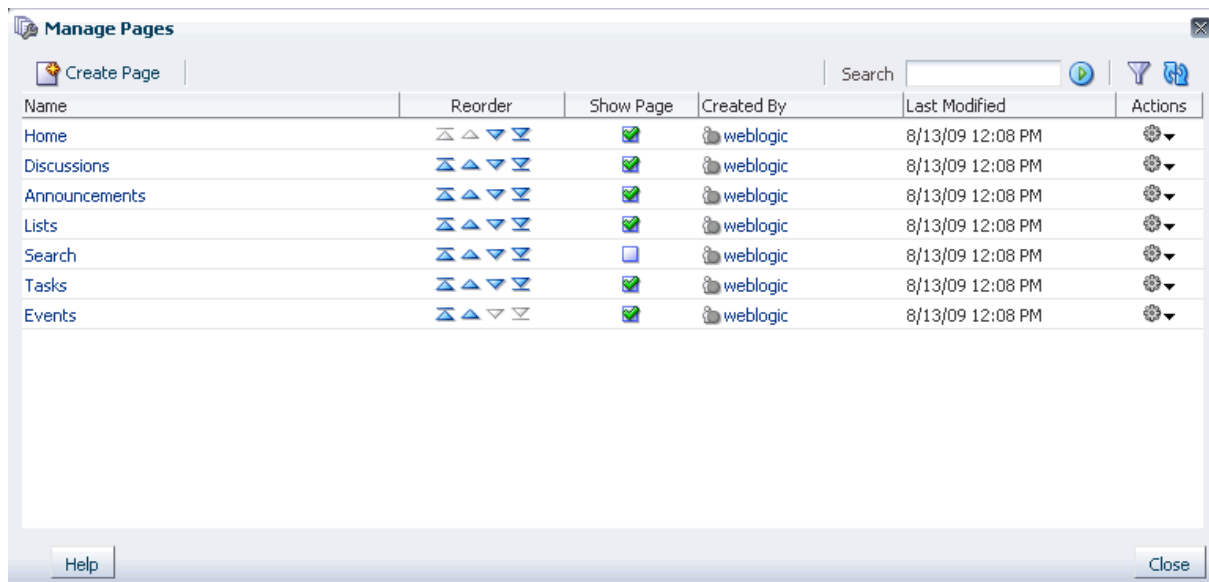 Manage Pages
Create Page Search
Name Reorder Show Page Created By Last Modified Actions
Home weblogic 8/13/09 12:08 PM
Discussions weblogic 8/13/09 12:08 PM
Announcements weblogic 8/13/09 12:08 PM
Lists weblogic 8/13/09 12:08 PM
Search weblogic 8/13/09 12:08 PM
Tasks weblogic 8/13/09 12:08 PM
Events weblogic 8/13/09 12:08 PM
Help Close